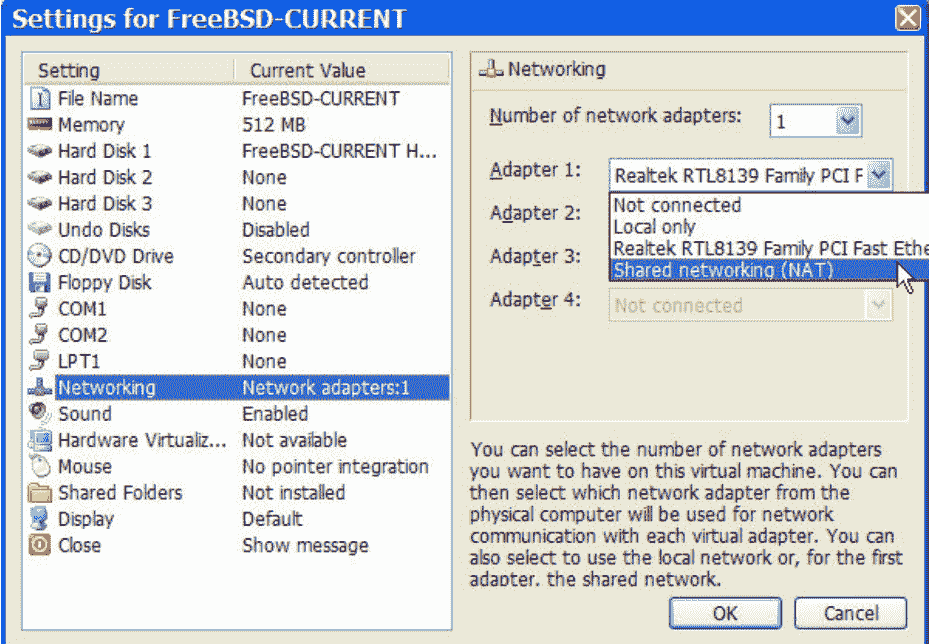 Settings for FreeBSD-CURRENT
Setting Current Value
File Name FreeBSD-CURRENT
Memory 512 MB
Hard Disk 1 FreeBSD-CURRENT H...
Hard Disk 2 None
Hard Disk 3 None
Undo Disks Disabled
CD/DVD Drive Secondary controller
Floppy Disk Auto detected
COM1 None
COM2 None
LPT1 None
Networking Network adapters:1
Sound Enabled
Hardware Virtualiz... Not available
Mouse No pointer integration
Shared Folders Not installed
Display Default
Close Show message
Networking
Number of network adapters: 1
Adapter 1: Realtek RTL8139 Family PCI F
Not connected
Adapter 2:
Local only
Realtek RTL8139 Family PCI Fast Ethe
Adapter 3:
Shared networking (NAT)
Adapter 4: Not connected
You can select the number of network adapters
you want to have on this virtual machine. You can
then select which network adapter from the
physical computer will be used for network
communication with each virtual adapter. You can
also select to use the local network or, for the first
adapter, the shared network.
OK Cancel